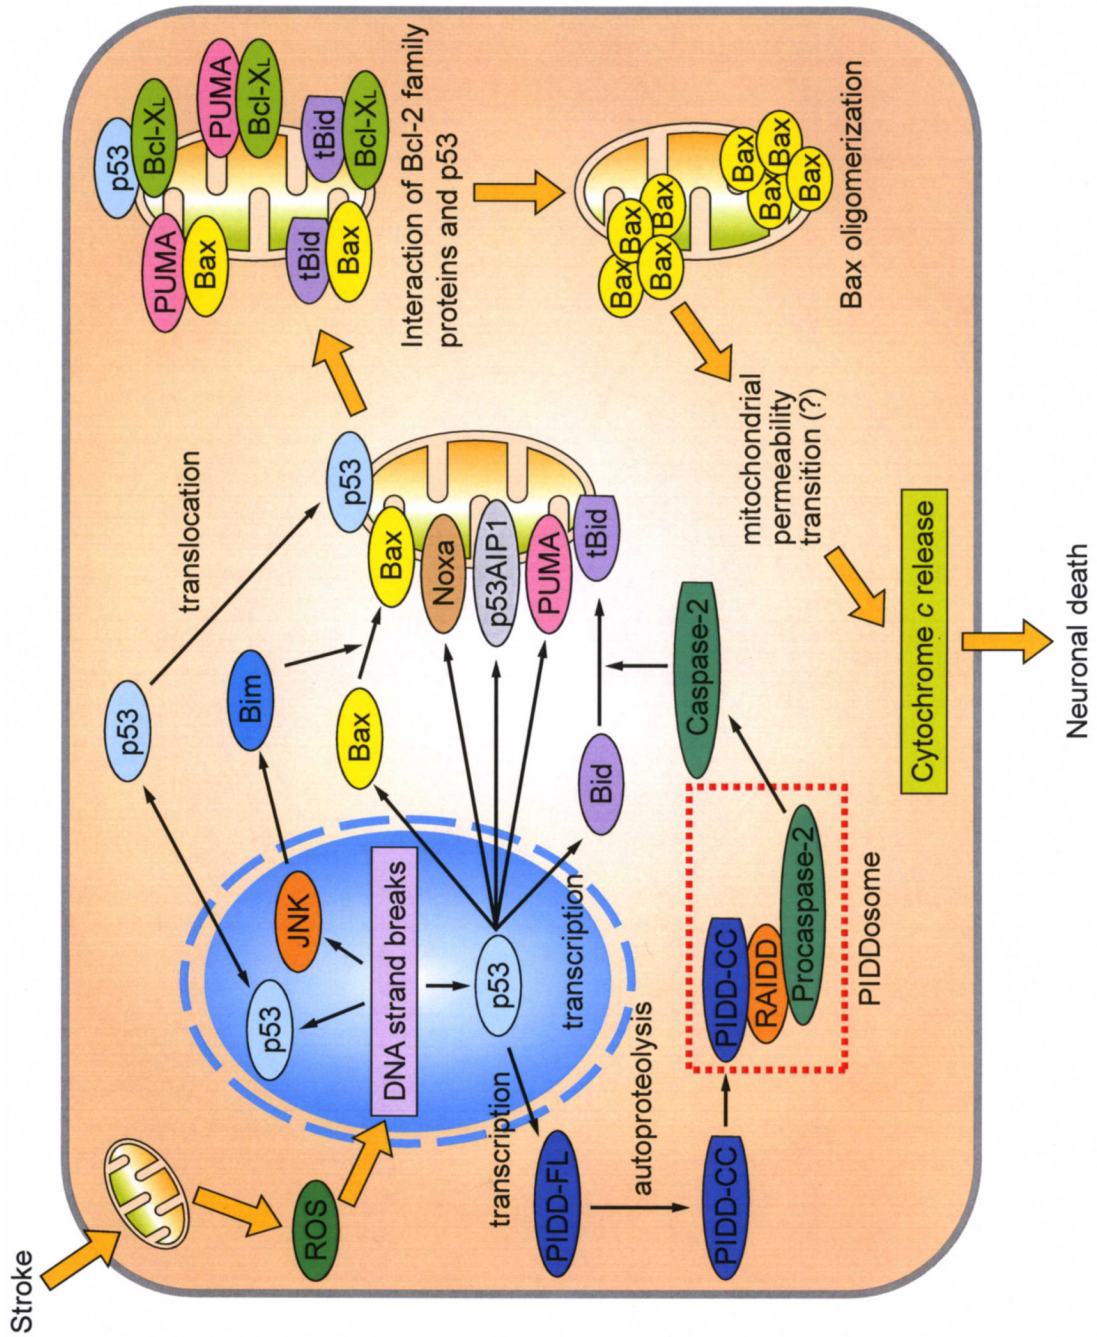 Stroke
ROS
DNA strand breaks
p53
JNK
p53
p53
translocation
Bim
Bax
transcription
Bid
transcription
PIDD-FL
autoproteolysis
PIDD-CC
PIDD-CC
RAIDD
Procaspase-2
PIDDosome
Caspase-2
p53
Bax
Noxa
p53AIP1
PUMA
tBid
PUMA
Bax
p53
Bcl-XL
PUMA
Bcl-XL
tBid
Bax
tBid
Bcl-XL
Interaction of Bcl-2 family
proteins and p53
Bax
Bax
Bax
Bax
Bax
Bax
Bax
Bax
Bax oligomerization
mitochondrial
permeability
transition (?)
Cytochrome c release
Neuronal death